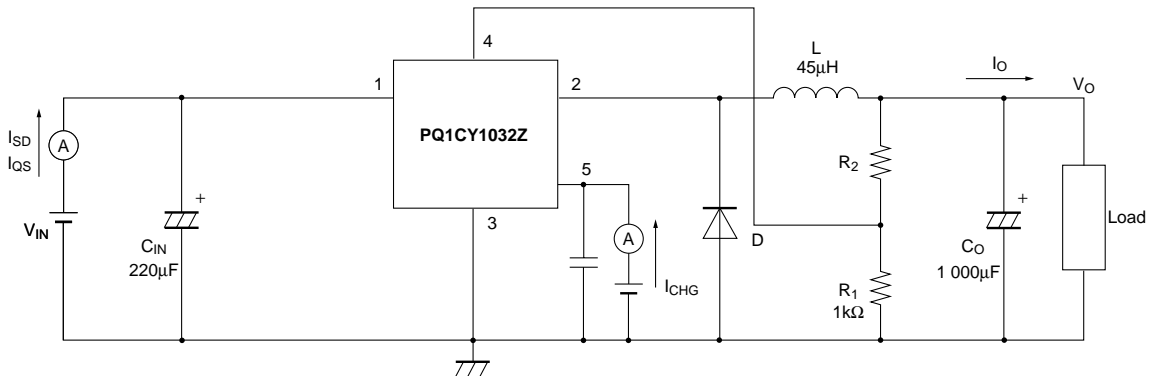 4
L
45μH
IO
VO
1
2
PQ1CY1032Z
ISD
IQS
A
R2
5
+
3
A
+
Load
VIN
CIN
220μF
D
CO
1 000μF
ICHG
R1
1kΩ